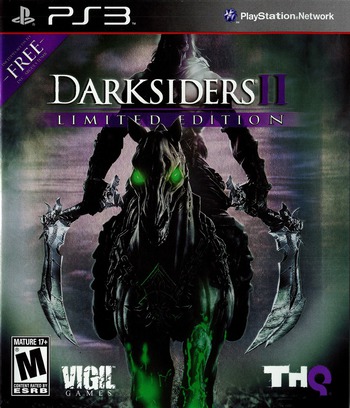 PS3
PlayStation®Network
FREE
DARKSIDERS II
LIMITED EDITION
MATURE 17+
M
CONTENT RATED BY
ESRB
VIGIL
GAMES
THQ